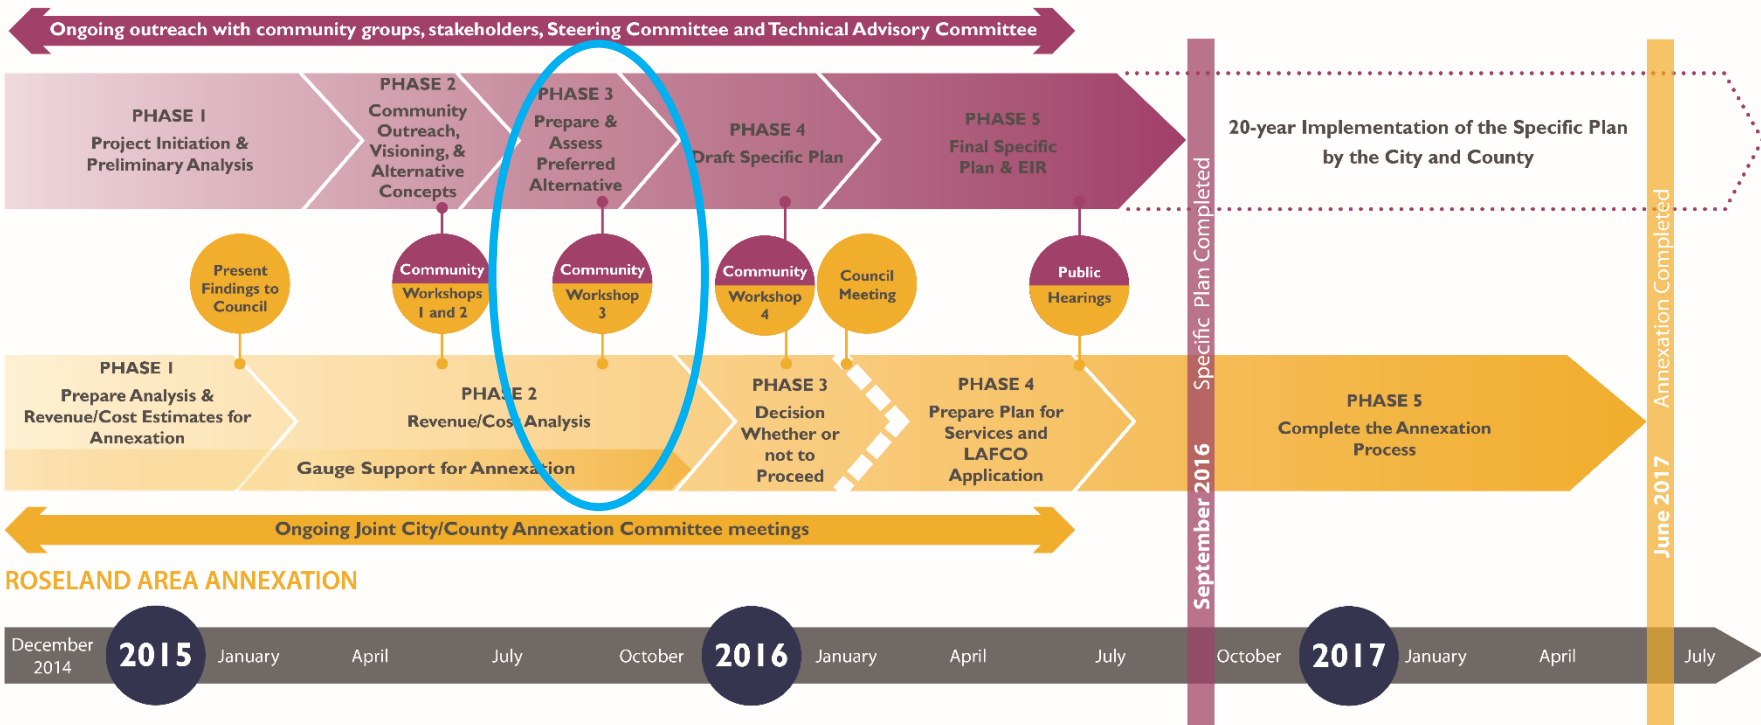 Ongoing outreach with community groups, stakeholders, Steering Committee and Technical Advisory Committee
PHASE 1
Project Initiation &
Preliminary Analysis
PHASE 2
Community
Outreach,
Visioning, &
Alternative
Concepts
PHASE 3
Prepare &
Assess
Preferred
Alternative
PHASE 4
Draft Specific Plan
PHASE 5
Final Specific
Plan & EIR
20-year Implementation of the Specific Plan
by the City and County
Present
Findings to
Council
Community
Workshops
1 and 2
Community
Workshop
3
Community
Workshop
4
Council
Meeting
Public
Hearings
PHASE 1
Prepare Analysis &
Revenue/Cost Estimates for
Annexation
PHASE 2
Revenue/Cost Analysis
Gauge Support for Annexation
PHASE 3
Decision
Whether or
not to
Proceed
PHASE 4
Prepare Plan for
Services and
LAFCO
Application
PHASE 5
Complete the Annexation
Process
September 2016 Specific Plan Completed
June 2017 Annexation Completed
Ongoing Joint City/County Annexation Committee meetings
ROSELAND AREA ANNEXATION
December
2014
2015
January
April
July
October
2016
January
April
July
October
2017
January
April
July